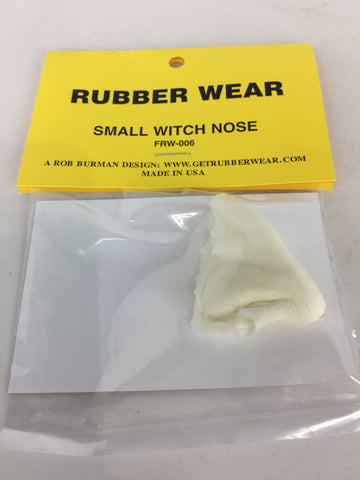 RUBBER WEAR
SMALL WITCH NOSE
FRW-006
A ROB BURMAN DESIGN: WWW.GETRUBBERWEAR.COM
MADE IN USA